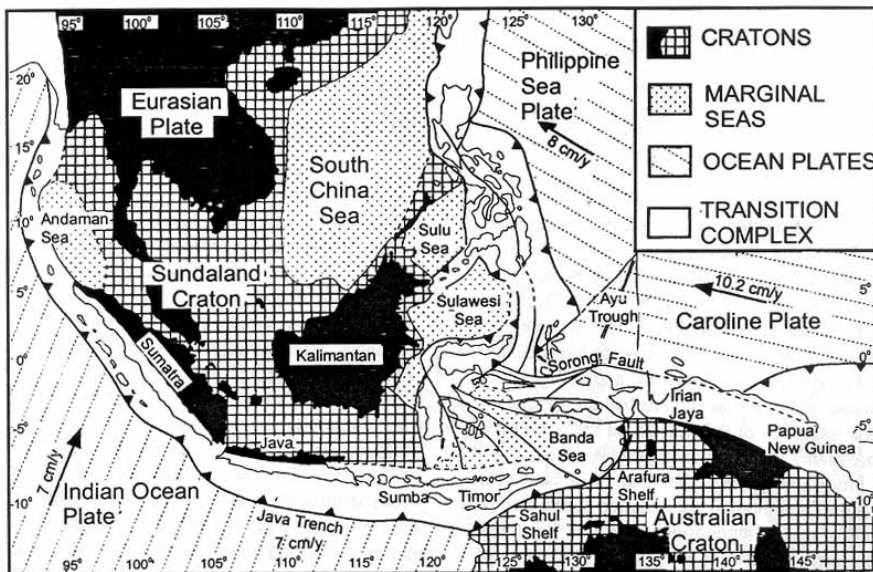 95° 100° 105° 110° 115° 120° 125° 130°
CRATONS
MARGINAL
SEAS
OCEAN PLATES
TRANSITION
COMPLEX
20°
15°
10°
5°
0°
-5°
-10°
Eurasian
Plate
Philippine
Sea
Plate
8 cm/y
South
China
Sea
Andaman
Sea
Sulu
Sea
Sundaland
Craton
Sulawesi
Sea
Ayu
Trough
10.2 cm/y
5°
Caroline Plate
Sumatra
Kalimantan
Sorong Fault
0°
Irian
Jaya
Java
Banda
Sea
Papua
New Guinea
-5°
7 cm/y
Indian Ocean
Plate
Java Trench
7 cm/y
Sumba
Timor
Arafura
Shelf
Sahul
Shelf
Australian
Craton
-10°
95° 100° 105° 110° 115° 120° 125° 130° 135° 140° 145°